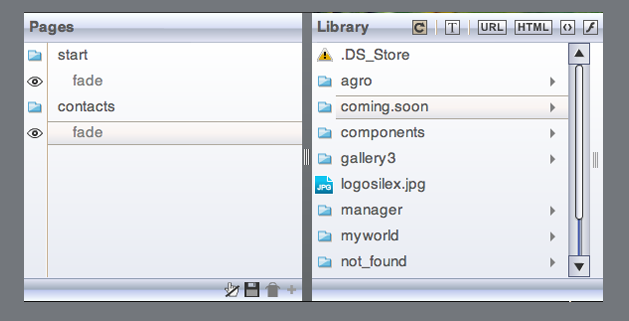 Pages
start
fade
contacts
fade
Library T URL HTML <> f
.DS_Store
agro
coming.soon
components
gallery3
JPG logosilex.jpg
manager
myworld
not_found